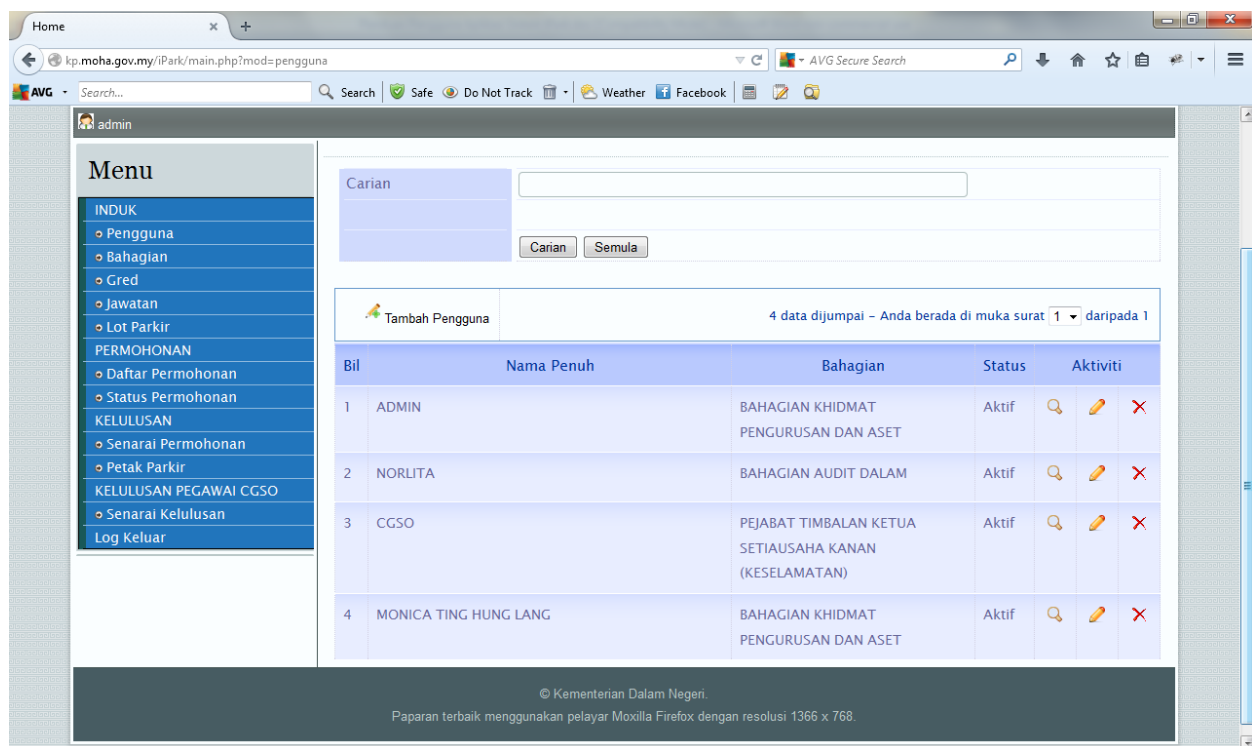 Home
kp.moha.gov.my/iPark/main.php?mod=pengguna
AVG Secure Search
AVG Search... Search Safe Do Not Track Weather Facebook
admin
Menu
INDUK
Pengguna
Bahagian
Gred
Jawatan
Lot Parkir
PERMOHONAN
Daftar Permohonan
Status Permohonan
KELULUSAN
Senarai Permohonan
Petak Parkir
KELULUSAN PEGAWAI CGSO
Senarai Kelulusan
Log Keluar
Carian
Carian Semula
Tambah Pengguna 4 data dijumpai – Anda berada di muka surat 1 daripada 1
Bil Nama Penuh Bahagian Status Aktiviti
1 ADMIN BAHAGIAN KHIDMAT Aktif
PENGURUSAN DAN ASET
2 NORLITA BAHAGIAN AUDIT DALAM Aktif
3 CGSO PEJABAT TIMBALAN KETUA Aktif
SETIAUSAHA KANAN
(KESELAMATAN)
4 MONICA TING HUNG LANG BAHAGIAN KHIDMAT Aktif
PENGURUSAN DAN ASET
© Kementerian Dalam Negeri.
Paparan terbaik menggunakan pelayar Moxilla Firefox dengan resolusi 1366 x 768.